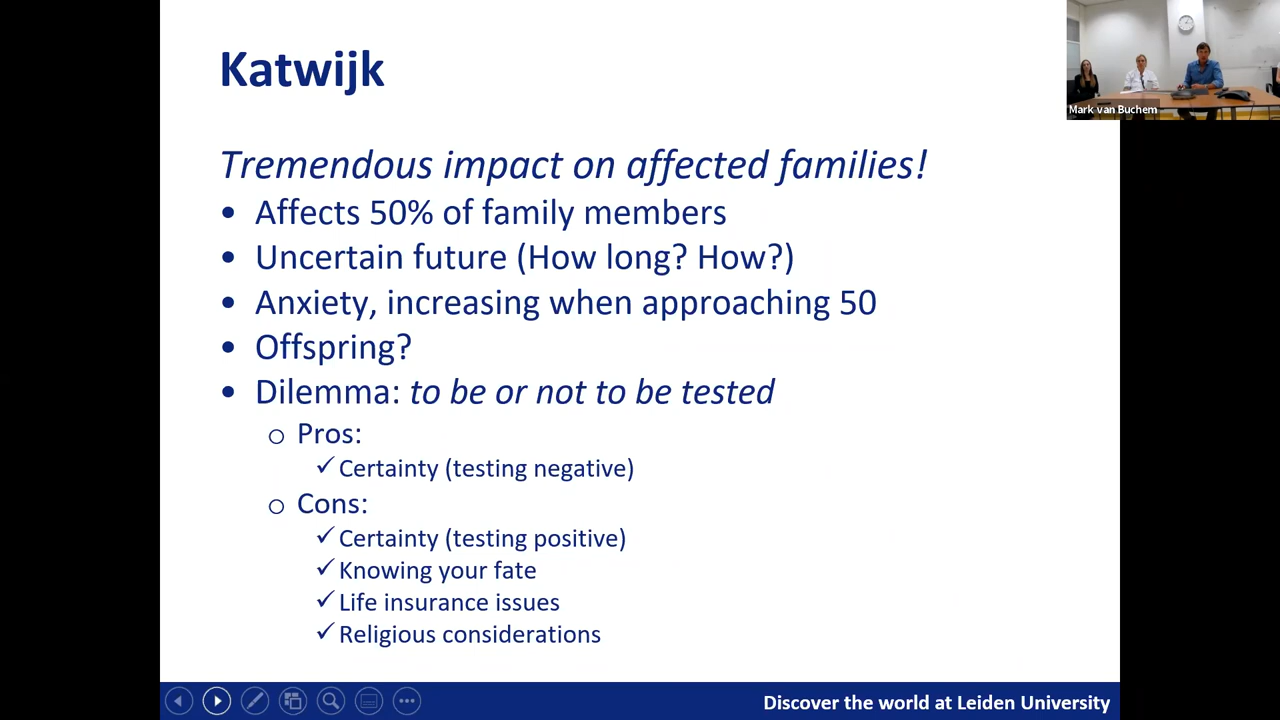 Katwijk
Mark van Buchem
Tremendous impact on affected families!
• Affects 50% of family members
• Uncertain future (How long? How?)
• Anxiety, increasing when approaching 50
• Offspring?
• Dilemma: to be or not to be tested
o Pros:
✓ Certainty (testing negative)
o Cons:
✓ Certainty (testing positive)
✓ Knowing your fate
✓ Life insurance issues
✓ Religious considerations
Discover the world at Leiden University